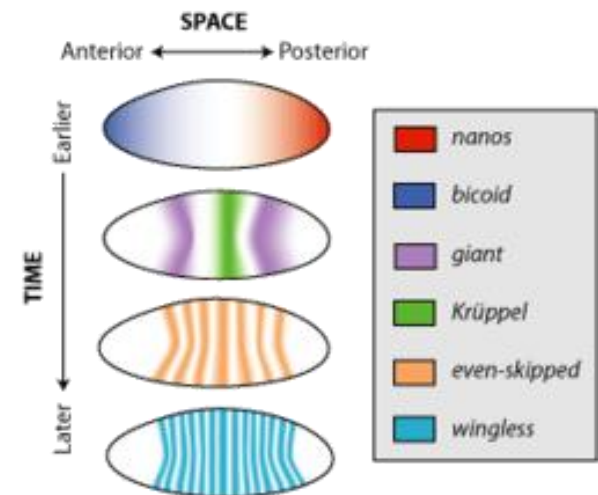 SPACE
Anterior Posterior
Earlier
TIME
Later
nanos
bicoid
giant
Krüppel
even-skipped
wingless